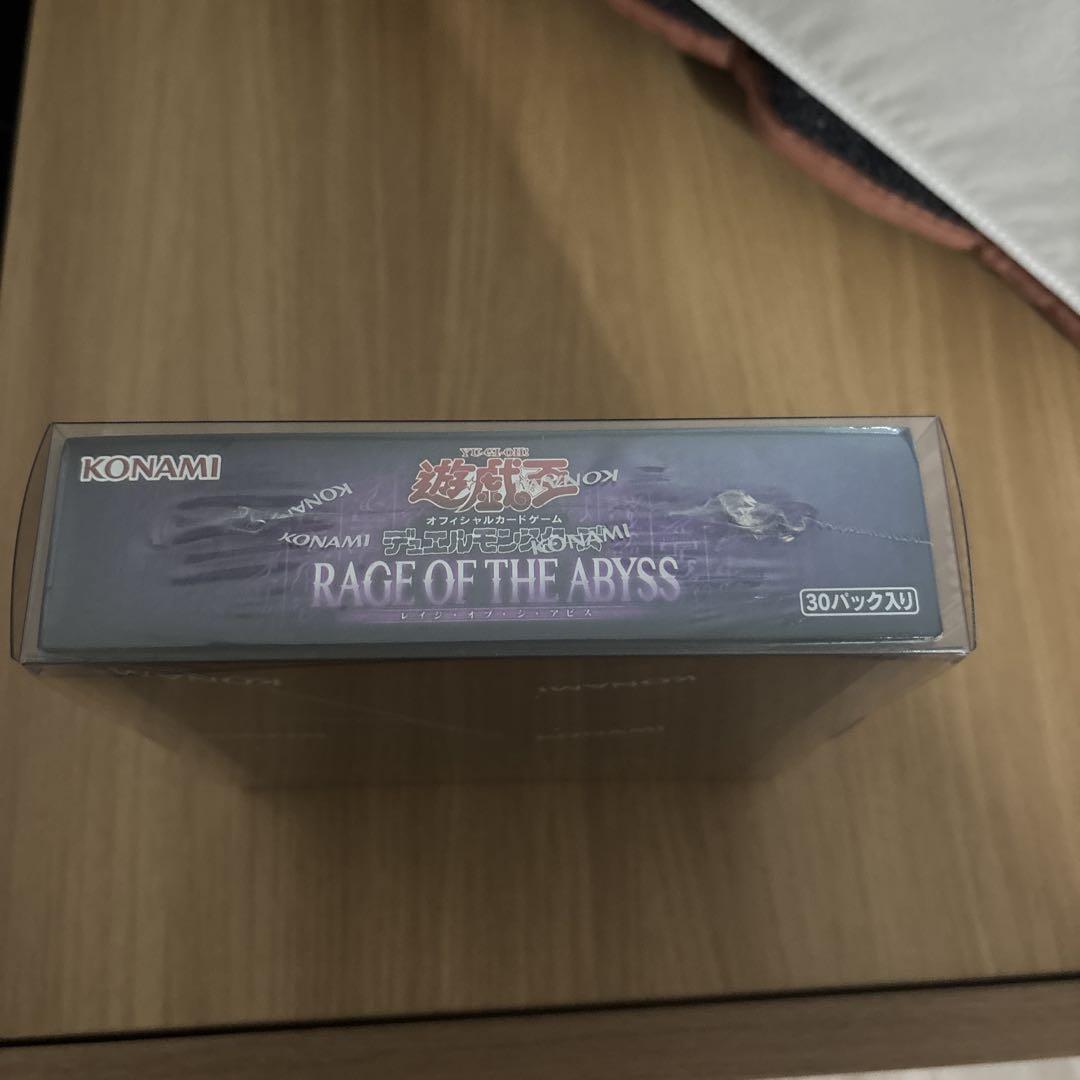 KONAMI
YU-GI-OH
遊戯王
KONAMI
KONAMI
オフィシャルカードゲーム
KONAMI
デュエルモンスターズ
KONAMI
RAGE OF THE ABYSS
レイジ・オブ・ジ・アビス
30パック入り
KONAMI
KONAMI